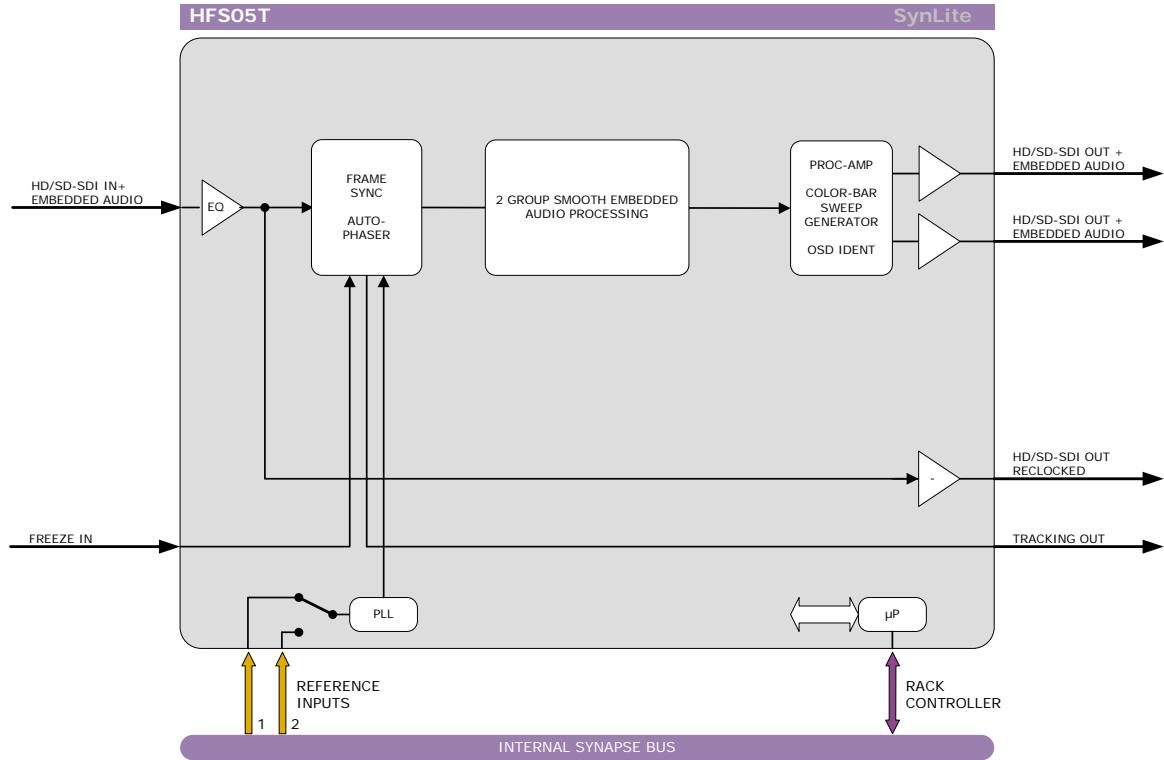 HFS05T
SynLite
HD/SD-SDI IN+
EMBEDDED AUDIO
EQ
FRAME
SYNC
AUTO-
PHASER
2 GROUP SMOOTH EMBEDDED
AUDIO PROCESSING
PROC-AMP
COLOR-BAR
SWEEP
GENERATOR
OSD IDENT
HD/SD-SDI OUT +
EMBEDDED AUDIO
HD/SD-SDI OUT +
EMBEDDED AUDIO
-
HD/SD-SDI OUT
RECLOCKED
FREEZE IN
TRACKING OUT
PLL
µP
REFERENCE
INPUTS
1
2
RACK
CONTROLLER
INTERNAL SYNAPSE BUS